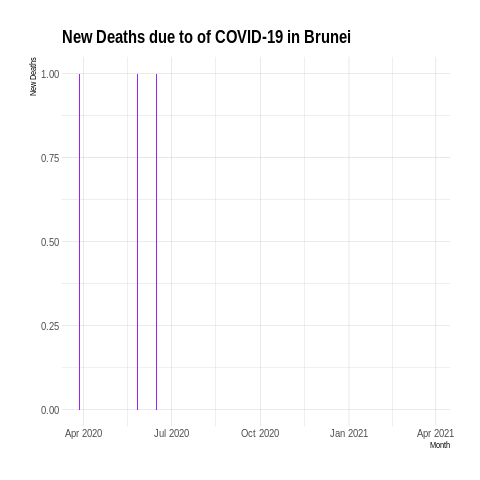 New Deaths due to of COVID-19 in Brunei
New Deaths
1.00
0.75
0.50
0.25
0.00
Apr 2020 Jul 2020 Oct 2020 Jan 2021 Apr 2021
Month